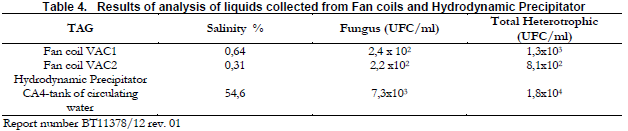 Table 4. Results of analysis of liquids collected from Fan coils and Hydrodynamic Precipitator
TAG Salinity % Fungus (UFC/ml) Total Heterotrophic (UFC/ml)
Fan coil VAC1 0,64 2,4 x 10² 1,3x10³
Fan coil VAC2 0,31 2,2 x10² 8,1x10²
Hydrodynamic Precipitator
CA4-tank of circulating water 54,6 7,3x10³ 1,8x10⁴
Report number BT11378/12 rev. 01